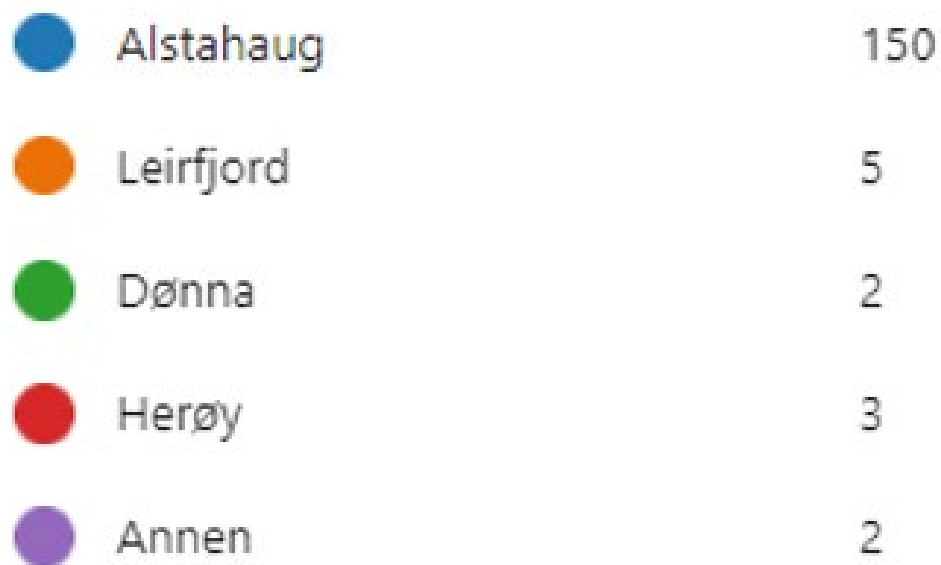 Alstahaug 150
Leirfjord 5
Dønna 2
Herøy 3
Annen 2